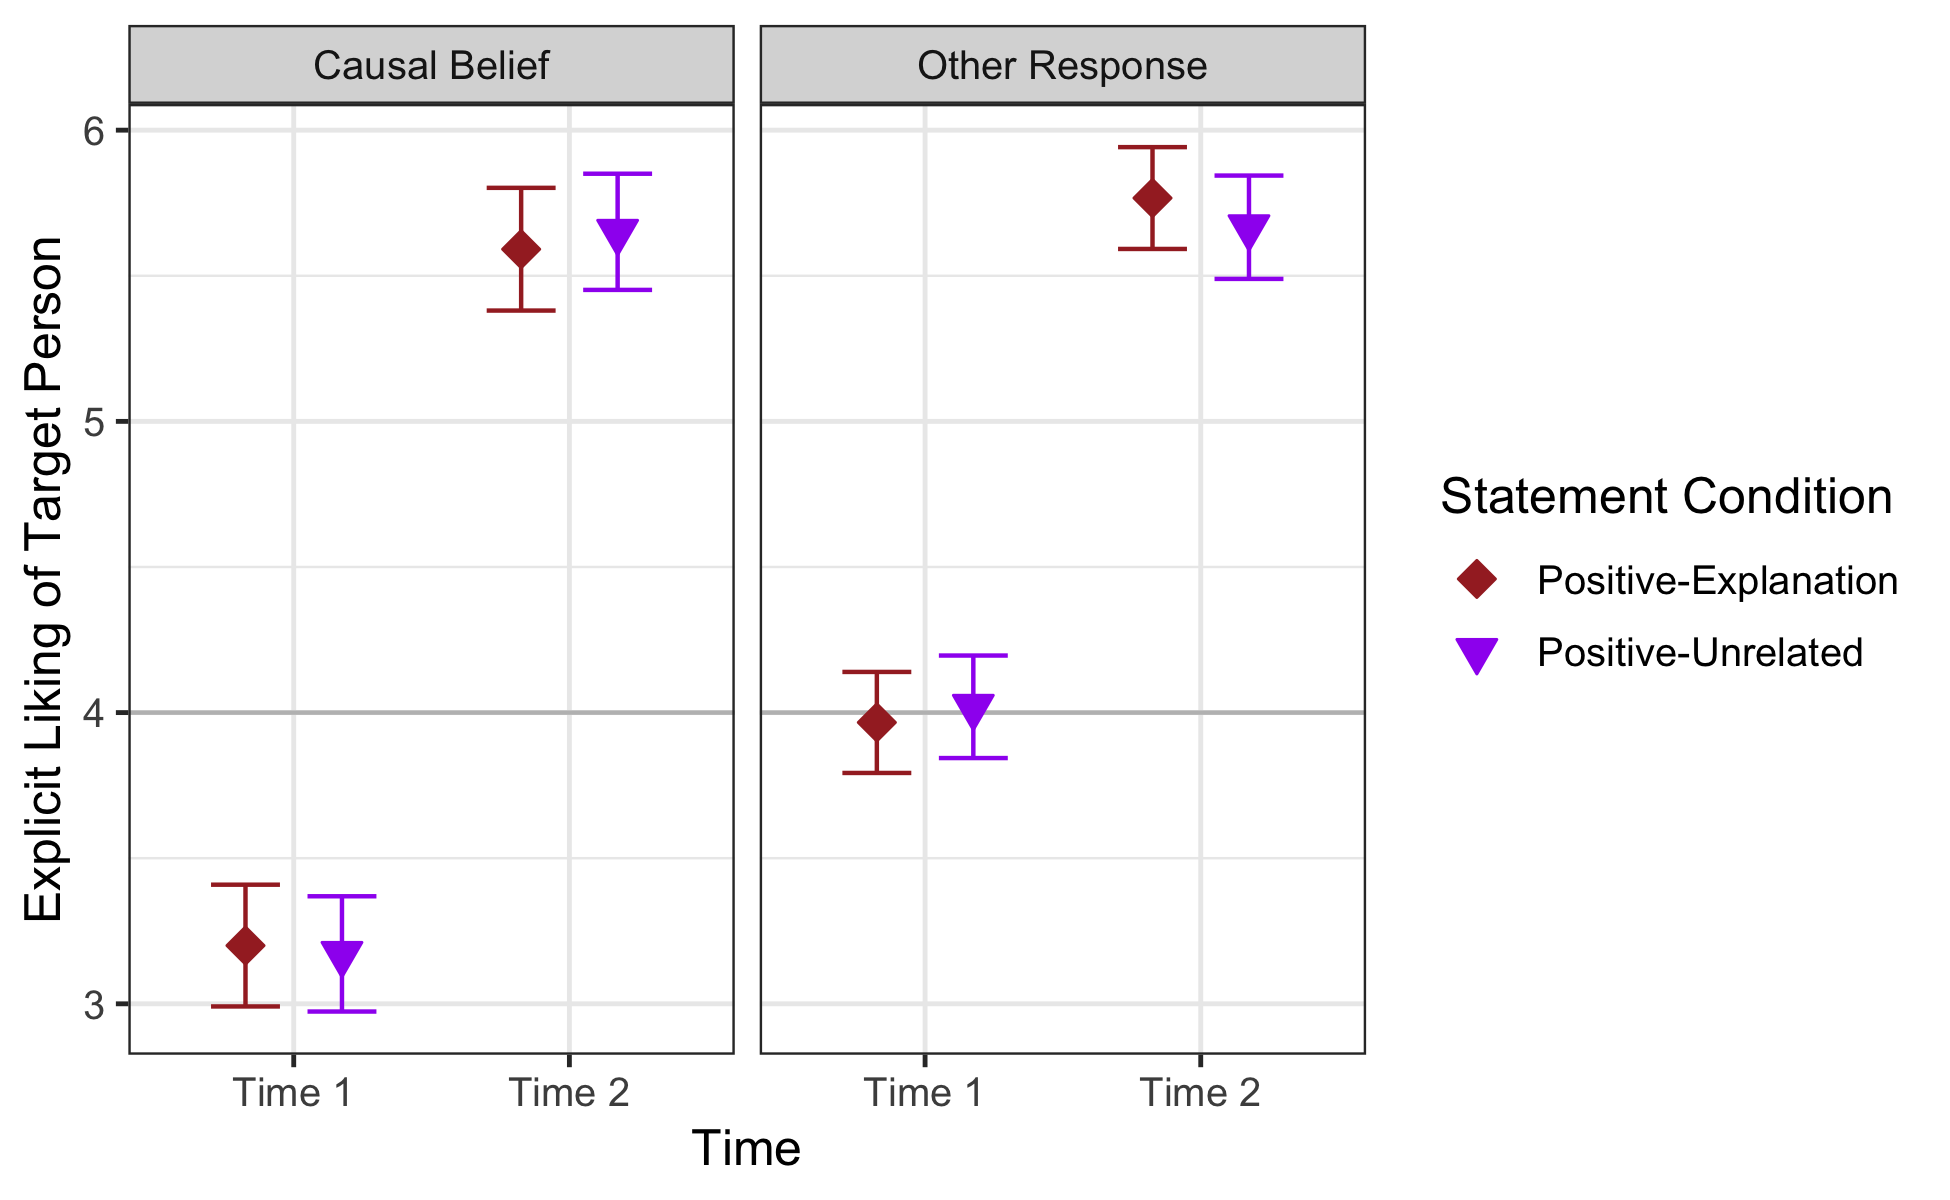 Causal Belief
Other Response
Explicit Liking of Target Person
6
5
4
3
Time 1
Time 2
Time 1
Time 2
Time
Statement Condition
Positive-Explanation
Positive-Unrelated